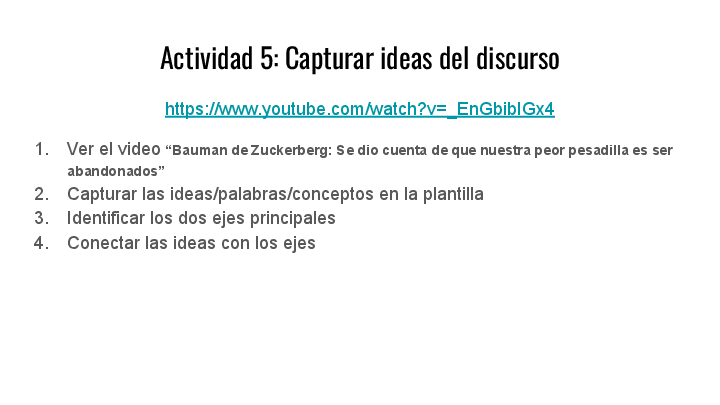 Actividad 5: Capturar ideas del discurso
https://www.youtube.com/watch?v=_EnGbibIGx4
1. Ver el video “Bauman de Zuckerberg: Se dio cuenta de que nuestra peor pesadilla es ser
abandonados”
2. Capturar las ideas/palabras/conceptos en la plantilla
3. Identificar los dos ejes principales
4. Conectar las ideas con los ejes